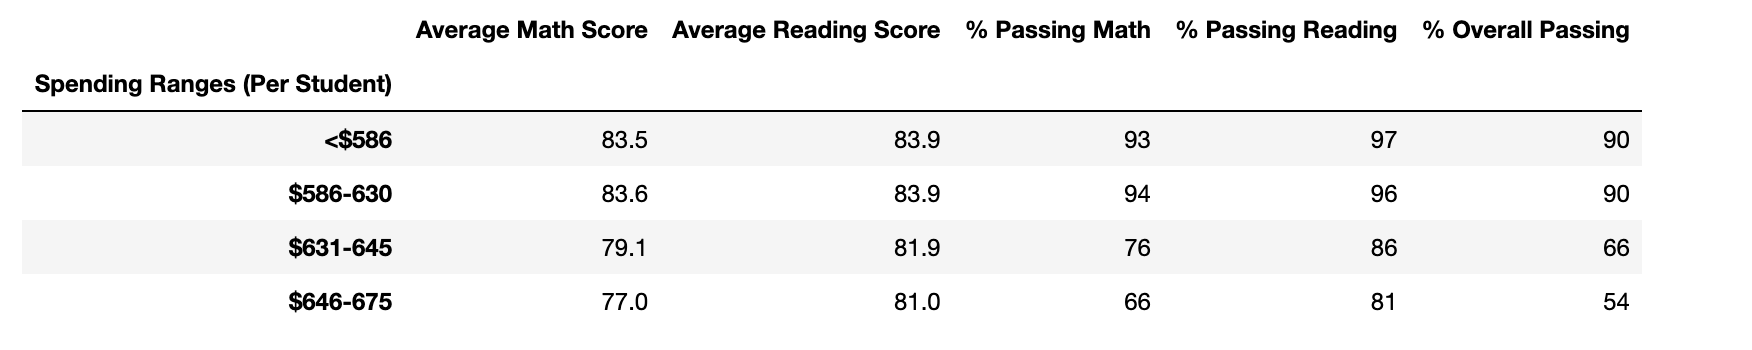 Average Math Score Average Reading Score % Passing Math % Passing Reading % Overall Passing
Spending Ranges (Per Student)
<$586 83.5 83.9 93 97 90
$586-630 83.6 83.9 94 96 90
$631-645 79.1 81.9 76 86 66
$646-675 77.0 81.0 66 81 54